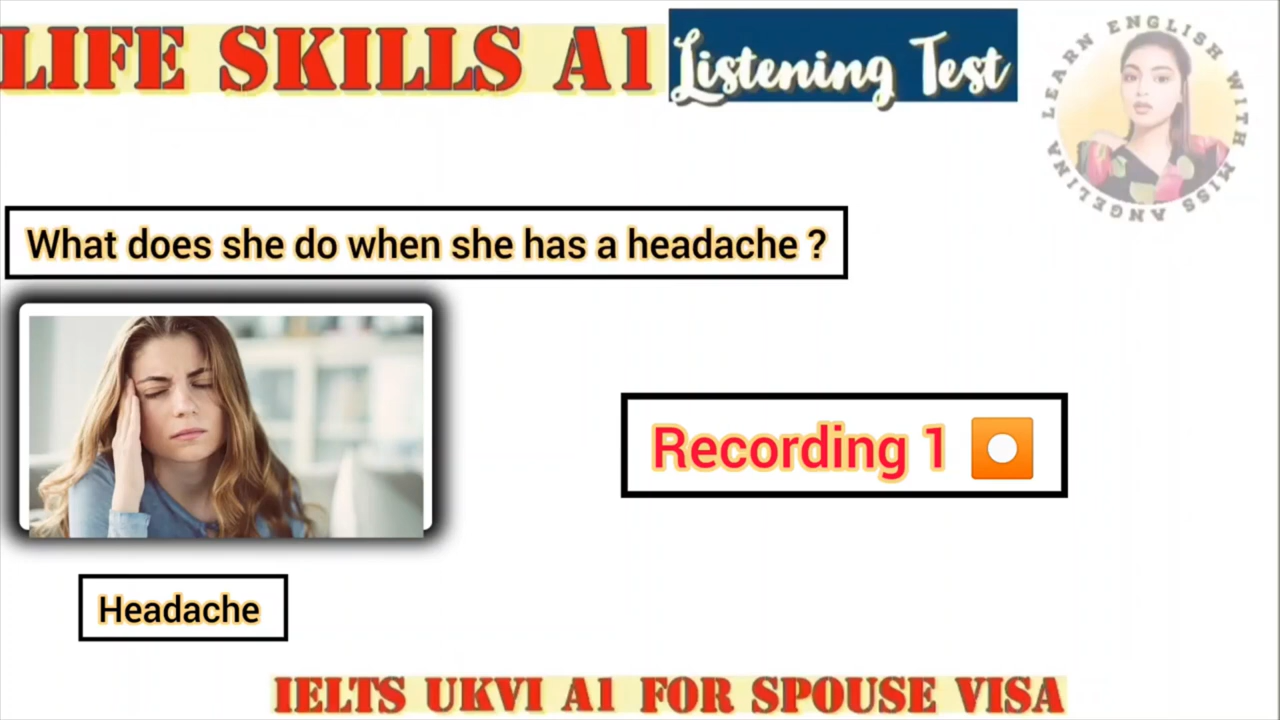 LIFE SKILLS A1 Listening Test
LEARN ENGLISH WITH MISS ANGELINA
What does she do when she has a headache ?
Recording 1
Headache
IELTS UKVI A1 FOR SPOUSE VISA